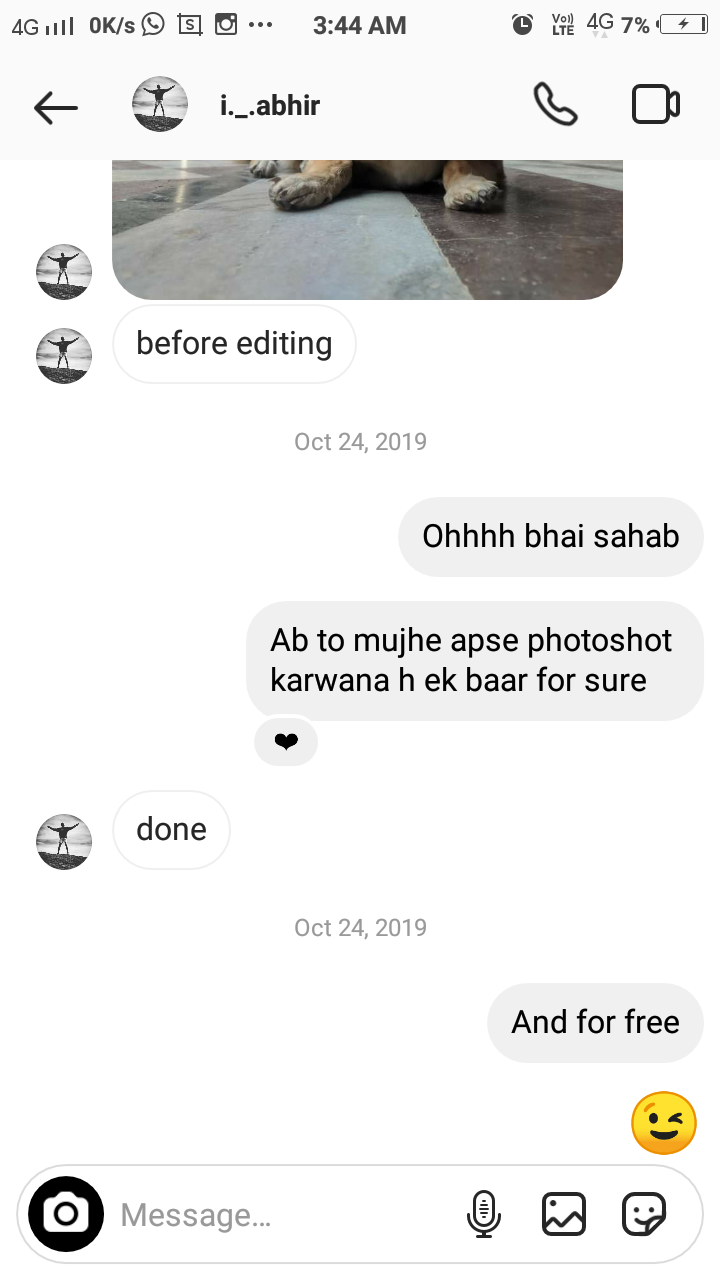 4G 0K/s S 3:44 AM Vo)) LTE 4G 7%
i._.abhir
before editing
Oct 24, 2019
Ohhhh bhai sahab
Ab to mujhe apse photoshot
karwana h ek baar for sure
done
Oct 24, 2019
And for free
Message...